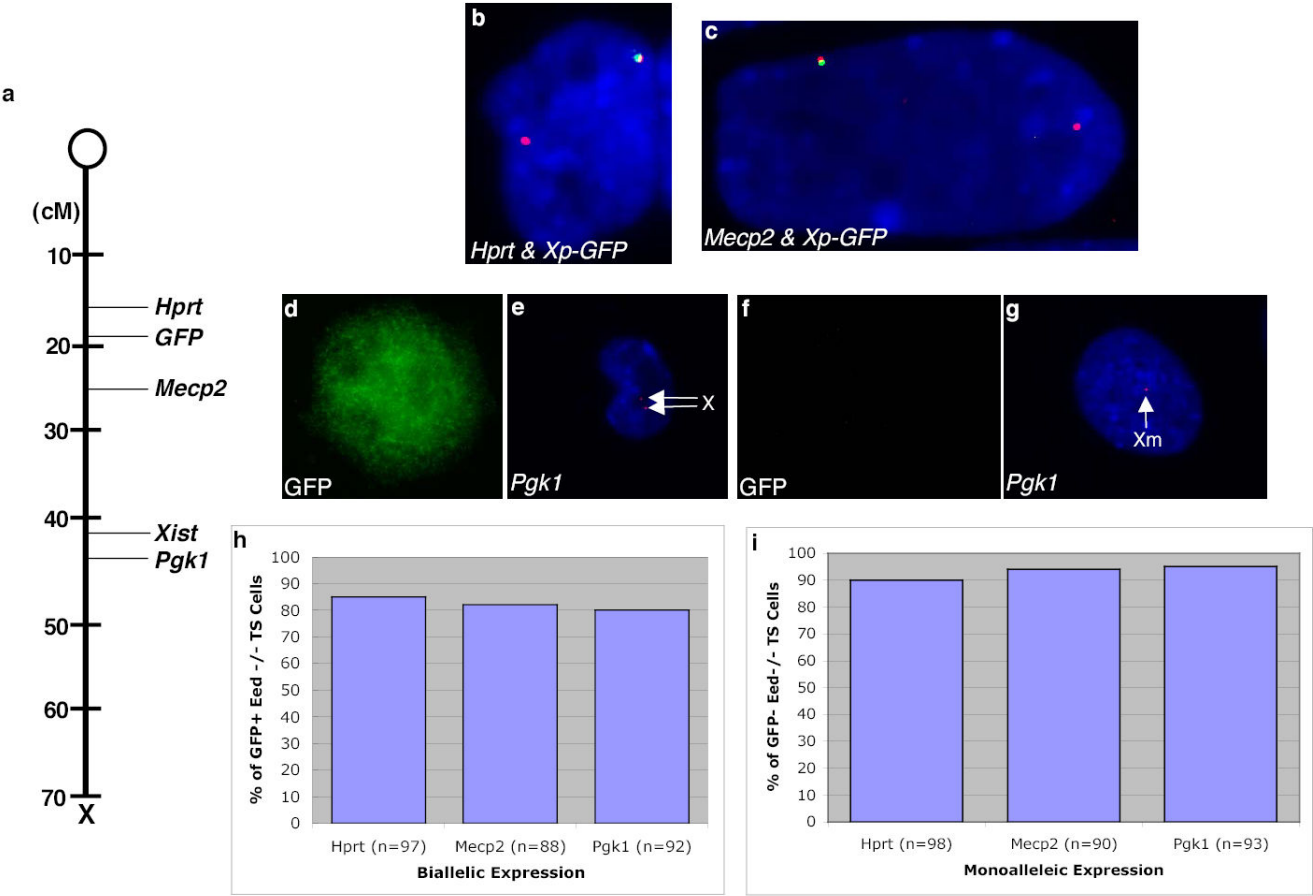 a
(cM)
10
Hprt
GFP
20
Mecp2
30
40
Xist
Pgk1
50
60
70
X
b
Hprt & Xp-GFP
c
Mecp2 & Xp-GFP
d
GFP
e
X
Pgk1
f
GFP
g
Xm
Pgk1
h
% of GFP+ Eed -/- TS Cells
100
90
80
70
60
50
40
30
20
10
0
Hprt (n=97) Mecp2 (n=88) Pgk1 (n=92)
Biallelic Expression
i
% of GFP- Eed-/- TS Cells
100
90
80
70
60
50
40
30
20
10
0
Hprt (n=98) Mecp2 (n=90) Pgk1 (n=93)
Monoalleleic Expression